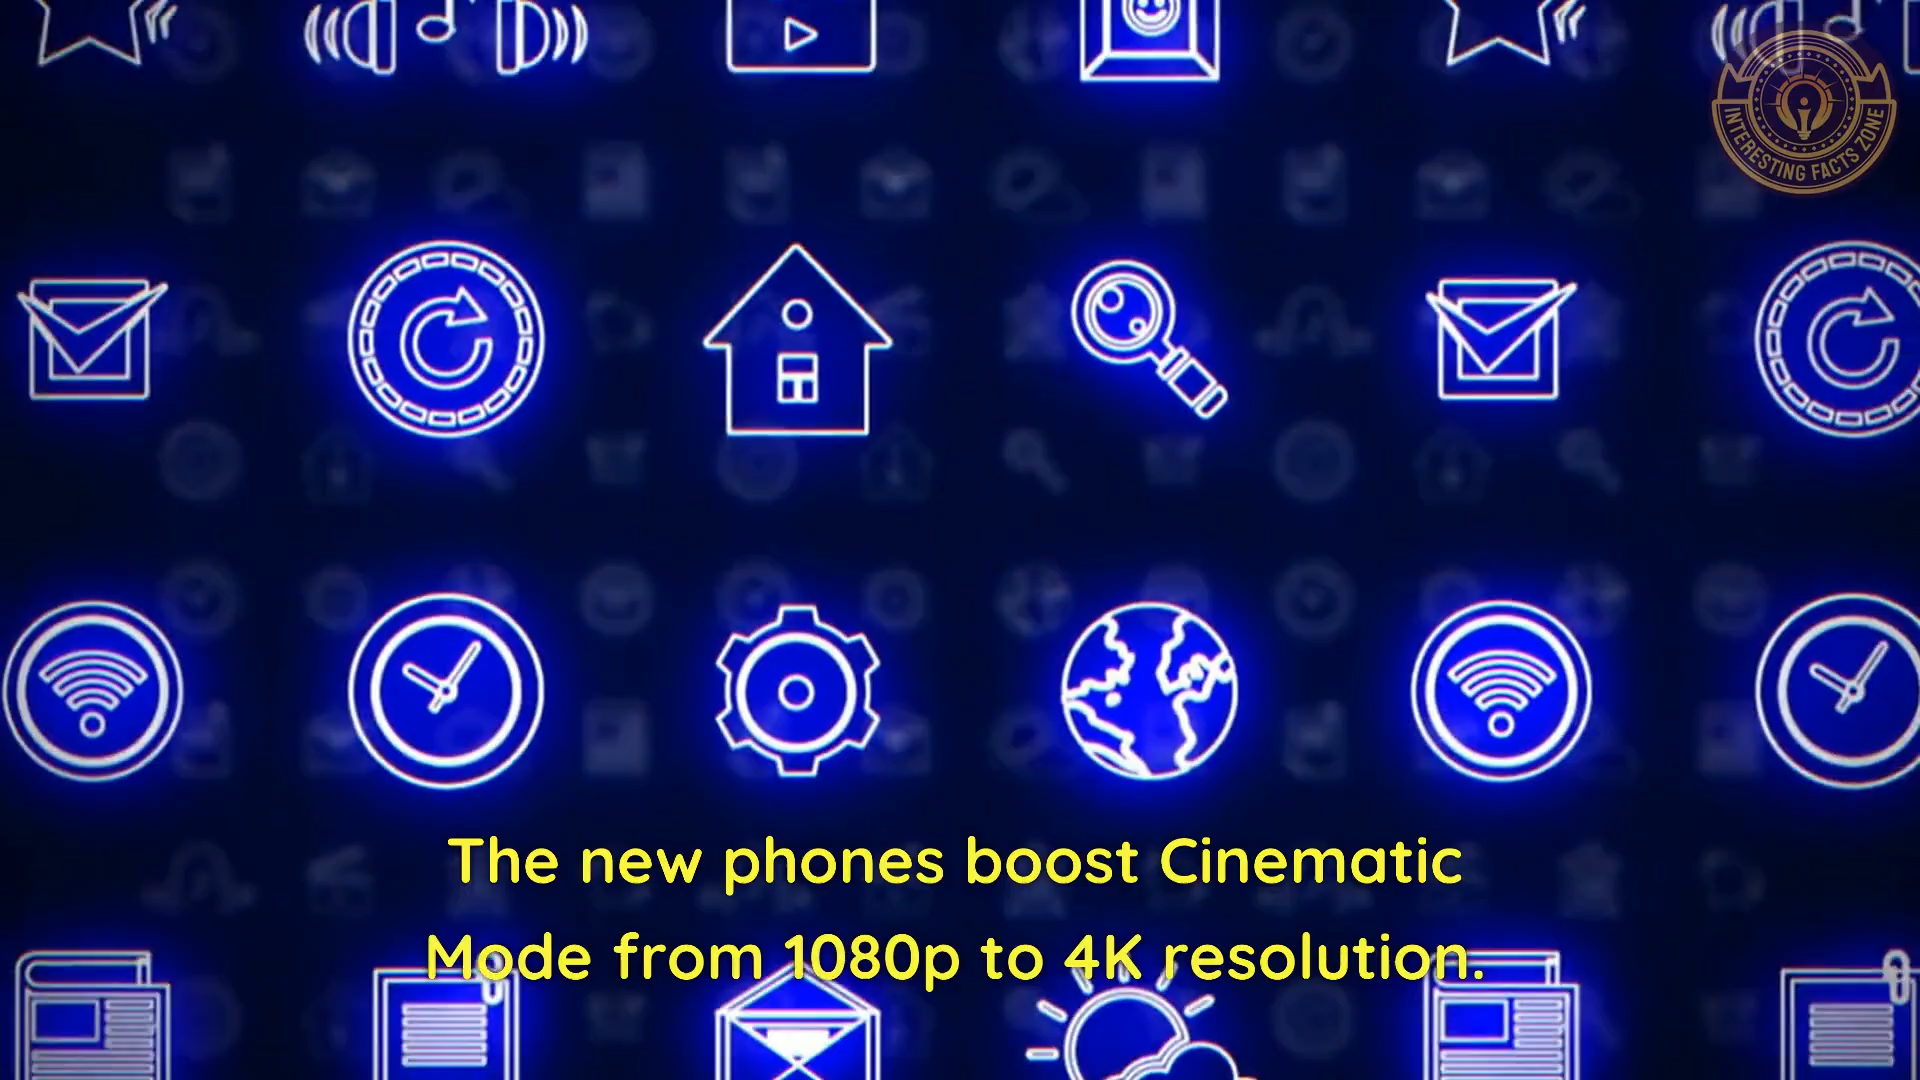 INTERESTING FACTS ZONE
The new phones boost Cinematic
Mode from 1080p to 4K resolution.